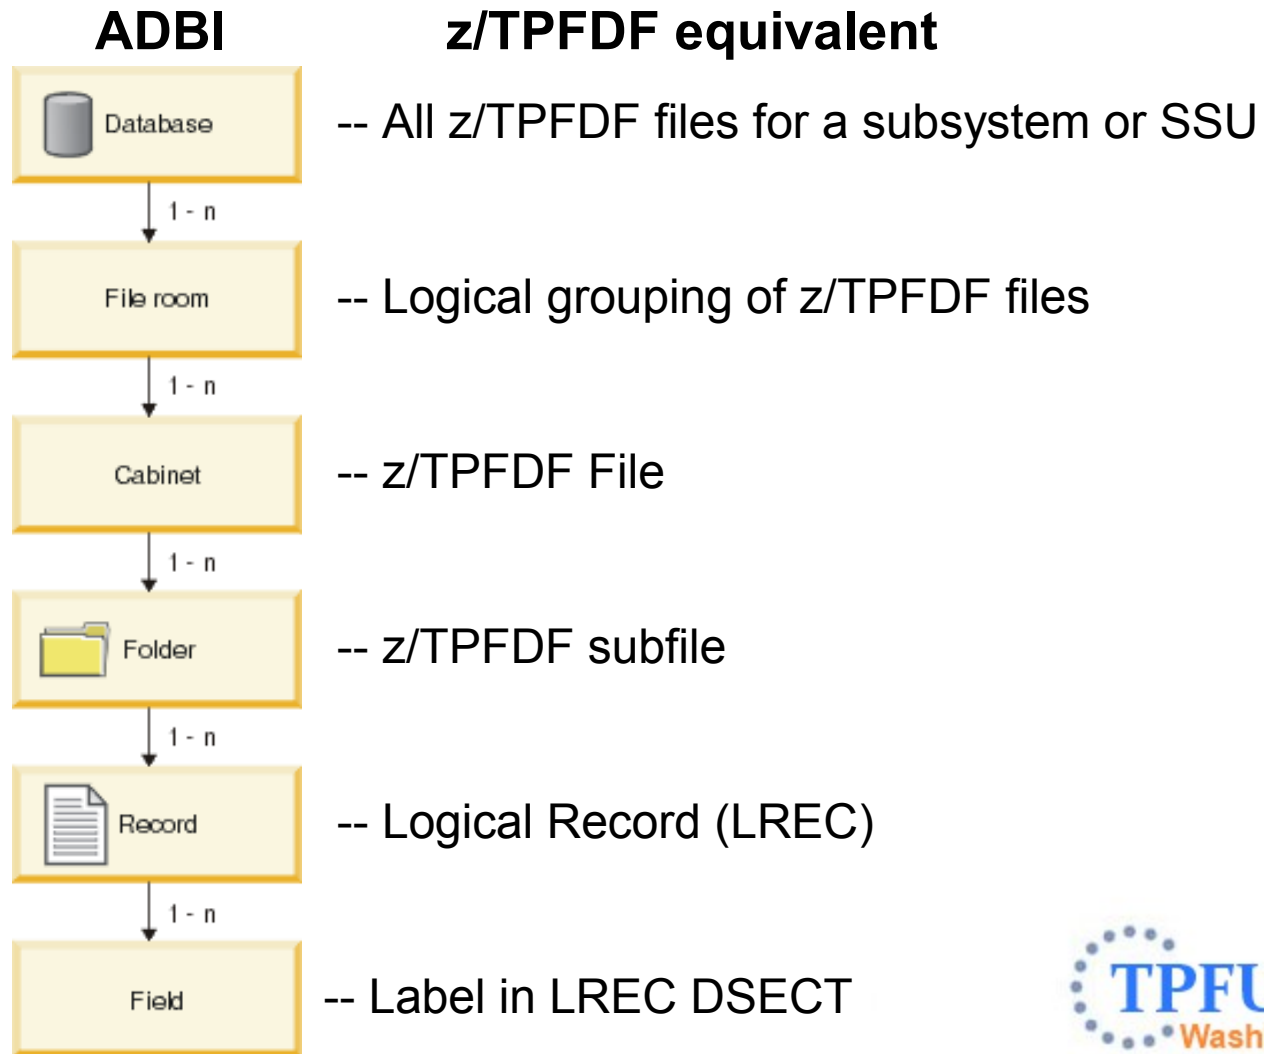 ADBI z/TPFDF equivalent
Database -- All z/TPFDF files for a subsystem or SSU
1 - n
File room -- Logical grouping of z/TPFDF files
1 - n
Cabinet -- z/TPFDF File
1 - n
Folder -- z/TPFDF subfile
1 - n
Record -- Logical Record (LREC)
1 - n
Field -- Label in LREC DSECT